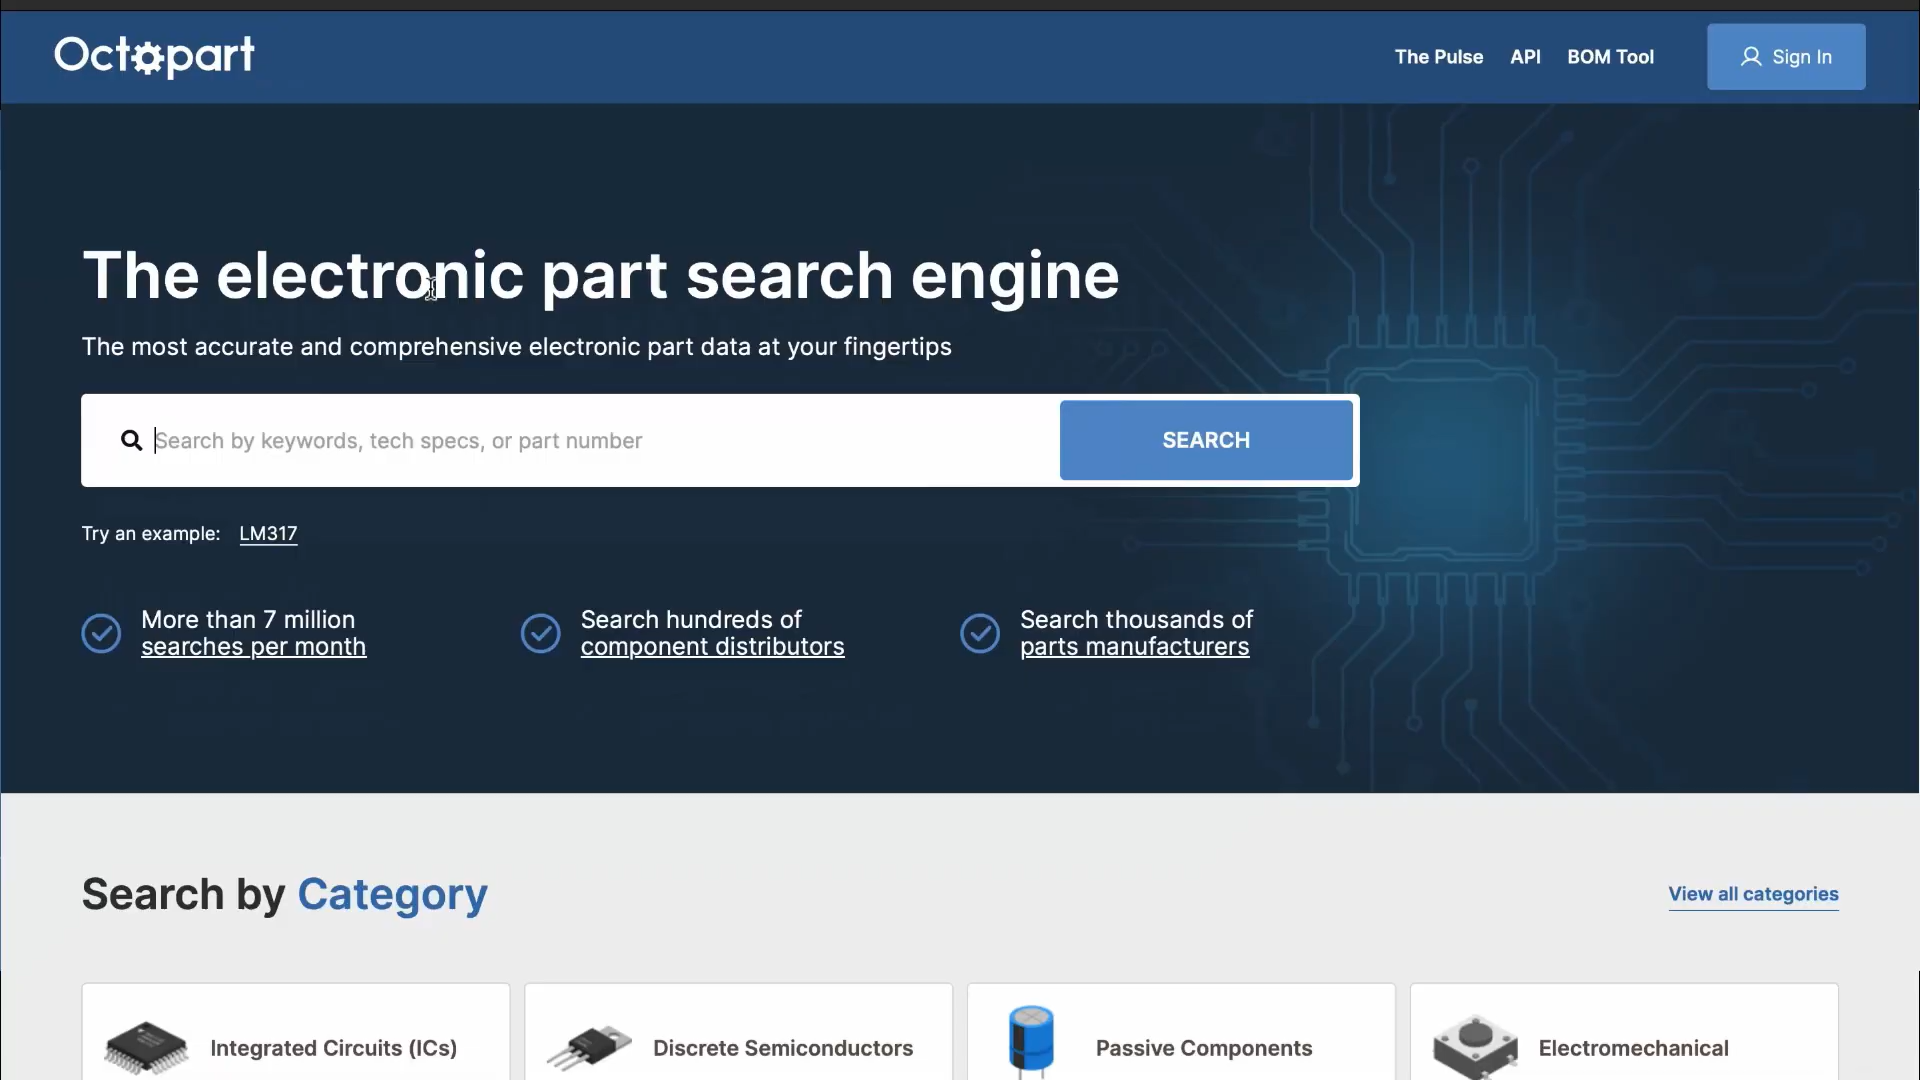 Octopart
The Pulse API BOM Tool Sign In
The electronic part search engine
The most accurate and comprehensive electronic part data at your fingertips
Search by keywords, tech specs, or part number SEARCH
Try an example: LM317
More than 7 million
searches per month
Search hundreds of
component distributors
Search thousands of
parts manufacturers
Search by Category View all categories
Integrated Circuits (ICs) Discrete Semiconductors Passive Components Electromechanical